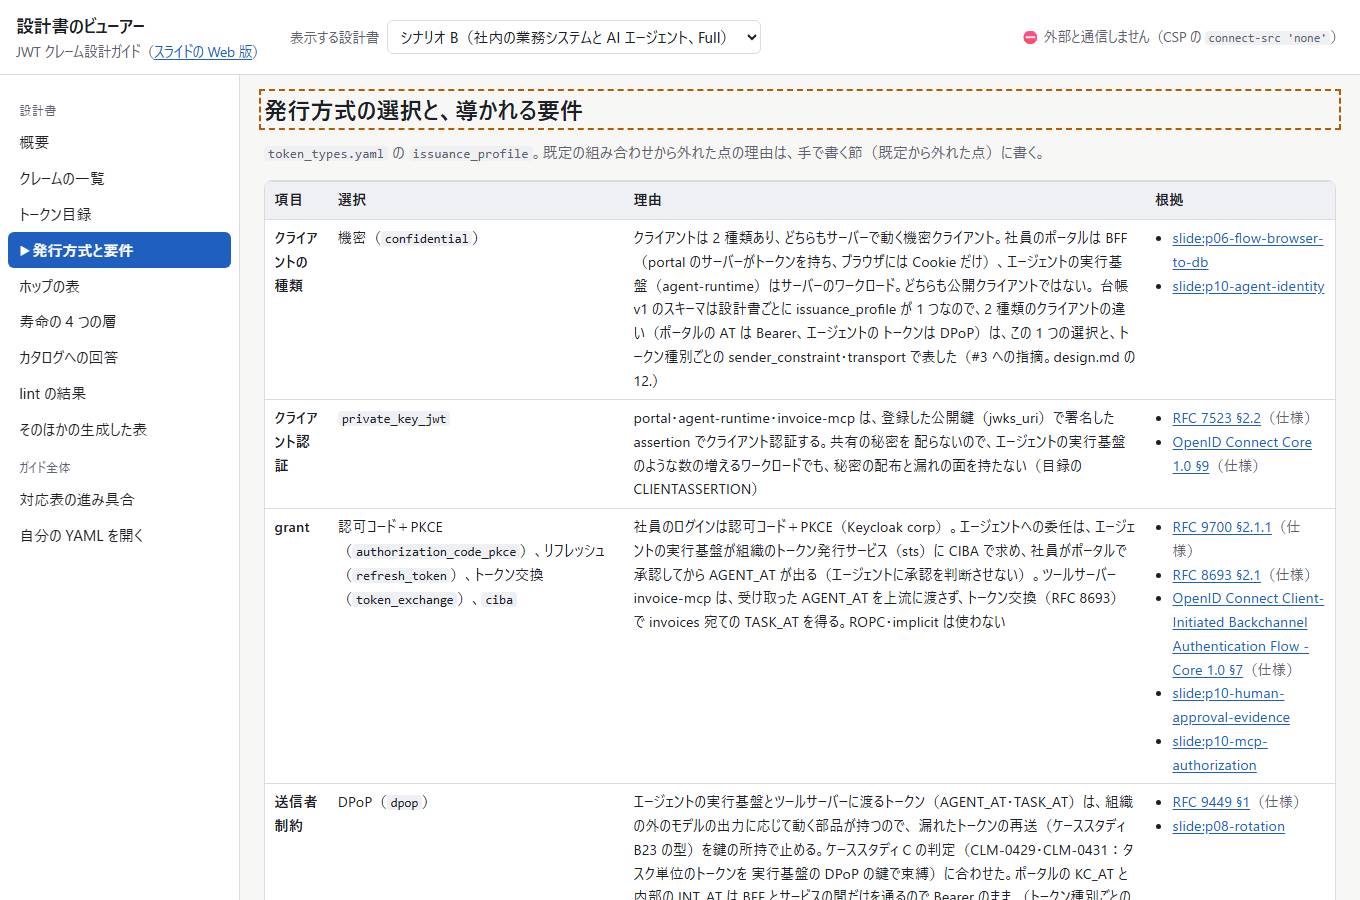 設計書のビューアー
JWT クレーム設計ガイド（スライドの Web 版）
表示する設計書
シナリオ B（社内の業務システムと AI エージェント、Full）
外部と通信しません（CSP の connect-src 'none'）
設計書
概要
クレームの一覧
トークン目録
▶発行方式と要件
ホップの表
寿命の 4 つの層
カタログへの回答
lint の結果
そのほかの生成した表
ガイド全体
対応表の進み具合
自分の YAML を開く
発行方式の選択と、導かれる要件
token_types.yaml の issuance_profile。既定の組み合わせから外れた点の理由は、手で書く節（既定から外れた点）に書く。
項目
選択
理由
根拠
クライア
ントの
種類
機密（confidential）
クライアントは 2 種類あり、どちらもサーバーで動く機密クライアント。社員のポータルは BFF
（portal のサーバーがトークンを持ち、ブラウザには Cookie だけ）、エージェントの実行基
盤（agent-runtime）はサーバーのワークロード。どちらも公開クライアントではない。 台帳
v1 のスキーマは設計書ごとに issuance_profile が 1 つなので、2 種類のクライアントの違
い（ポータルの AT は Bearer、エージェントの トークンは DPoP）は、この 1 つの選択と、ト
ークン種別ごとの sender_constraint・transport で表した（#3 への指摘。design.md の
12.）
slide:p06-flow-browser-
to-db
slide:p10-agent-identity
クライア
ント認
証
private_key_jwt
portal・agent-runtime・invoice-mcp は、登録した公開鍵（jwks_uri）で署名した
assertion でクライアント認証する。共有の秘密を 配らないので、エージェントの実行基盤
のような数の増えるワークロードでも、秘密の配布と漏れの面を持たない（目録の
CLIENTASSERTION）
RFC 7523 §2.2（仕様）
OpenID Connect Core
1.0 §9（仕様）
grant
認可コード＋PKCE
（authorization_code_pkce）、リフレッシュ
（refresh_token）、トークン交換
（token_exchange）、ciba
社員のログインは認可コード＋PKCE（Keycloak corp）。エージェントへの委任は、エージェ
ントの実行基盤が組織のトークン発行サービス（sts）に CIBA で求め、社員がポータルで
承認してから AGENT_AT が出る（エージェントに承認を判断させない）。ツールサーバー
invoice-mcp は、受け取った AGENT_AT を上流に渡さず、トークン交換（RFC 8693）
で invoices 宛ての TASK_AT を得る。ROPC・implicit は使わない
RFC 9700 §2.1.1（仕
様）
RFC 8693 §2.1（仕様）
OpenID Connect Client-
Initiated Backchannel
Authentication Flow -
Core 1.0 §7（仕様）
slide:p10-human-
approval-evidence
slide:p10-mcp-
authorization
送信者
制約
DPoP（dpop）
エージェントの実行基盤とツールサーバーに渡るトークン（AGENT_AT・TASK_AT）は、組織
の外のモデルの出力に応じて動く部品が持つので、 漏れたトークンの再送（ケーススタディ
B23 の型）を鍵の所持で止める。ケーススタディ C の判定（CLM-0429・CLM-0431：タ
スク単位のトークンを 実行基盤の DPoP の鍵で束縛）に合わせた。ポータルの KC_AT と
内部の INT_AT は BFF とサービスの間だけを通るので Bearer のまま（トークン種別ごとの
RFC 9449 §1（仕様）
slide:p08-rotation